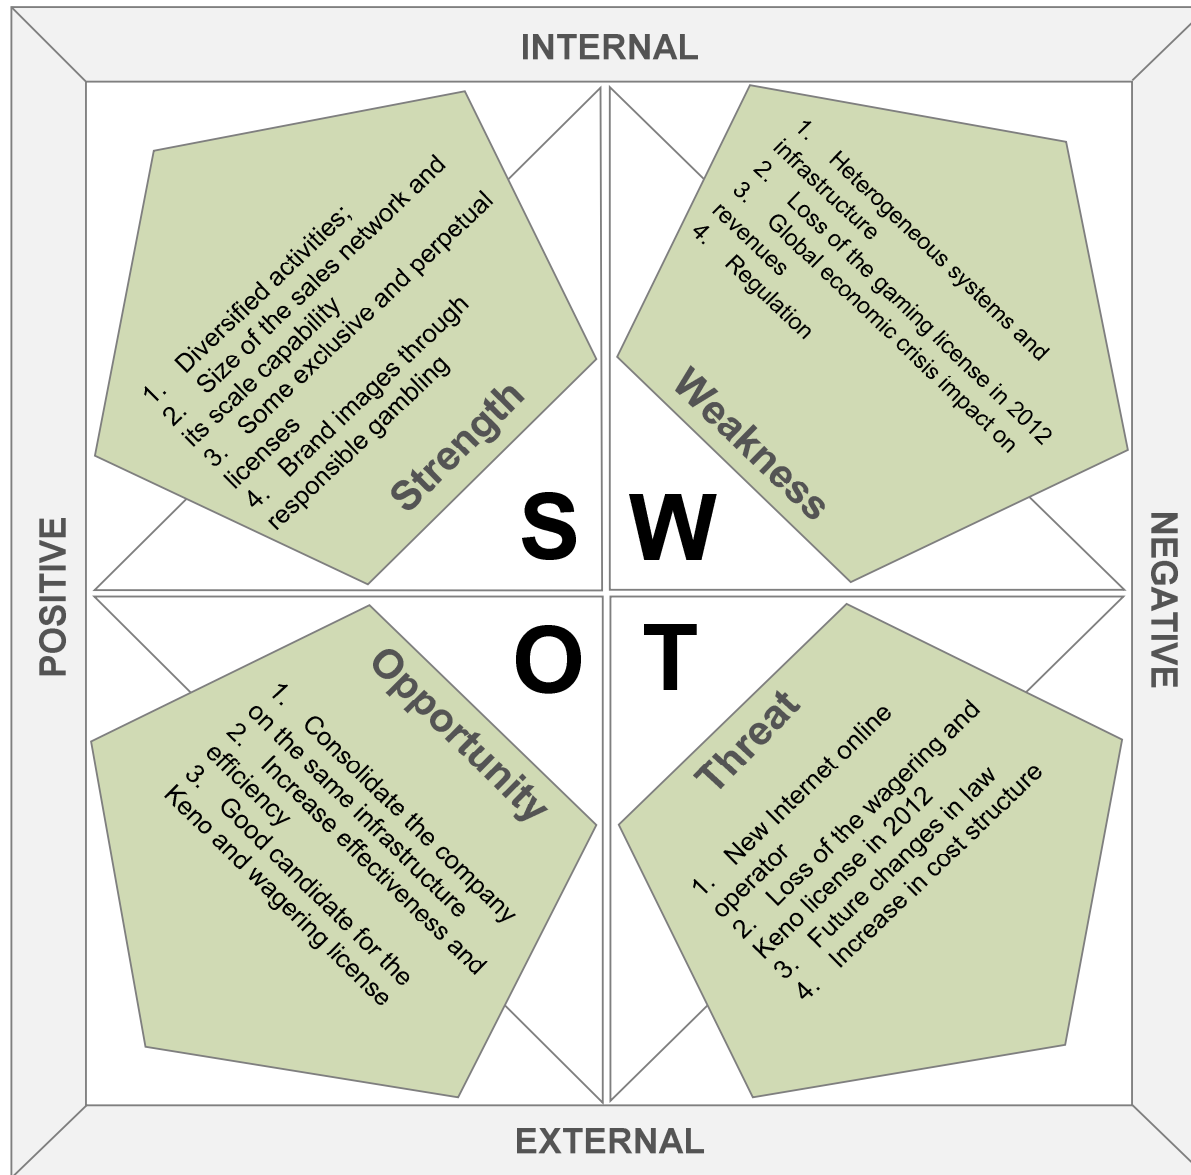 INTERNAL
POSITIVE
NEGATIVE
EXTERNAL
1. Diversified activities;
2. Size of the sales network and
its scale capability
3. Some exclusive and perpetual
licenses
4. Brand images through
responsible gambling
Strength
S
1. Heterogeneous systems and
infrastructure
2. Loss of the gaming license in 2012
3. Global economic crisis impact on
revenues
4. Regulation
Weakness
W
O
Opportunity
1. Consolidate the company
on the same infrastructure
2. Increase effectiveness and
efficiency
3. Good candidate for the
Keno and wagering license
T
Threat
1. New Internet online
operator
2. Loss of the wagering and
Keno license in 2012
3. Future changes in law
4. Increase in cost structure